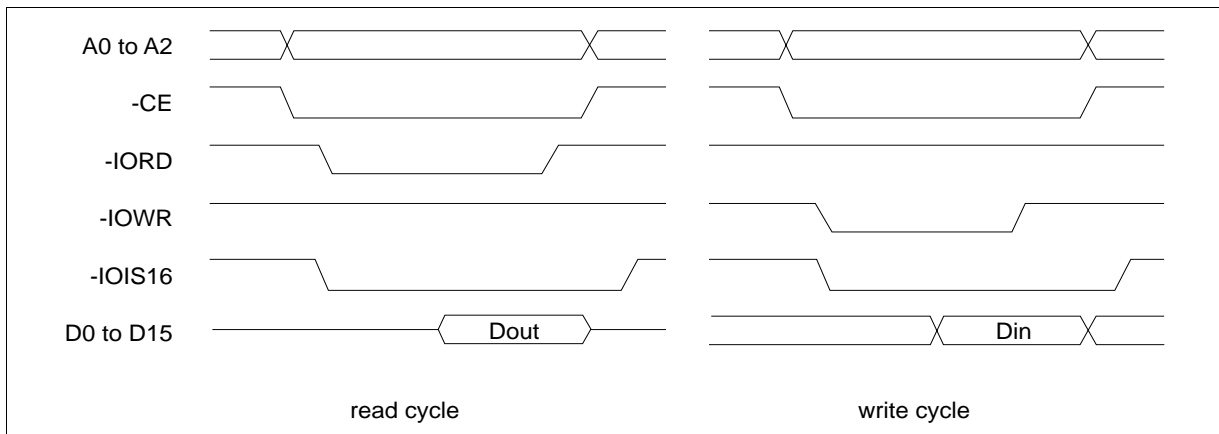 A0 to A2
-CE
-IORD
-IOWR
-IOIS16
D0 to D15 Dout Din
read cycle write cycle